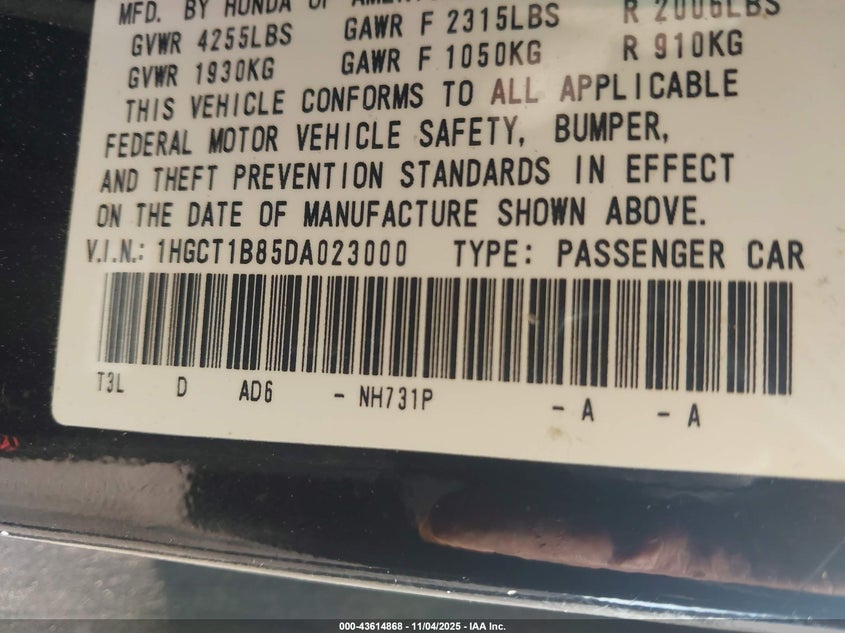 MFD. BY HONDA OF
GVWR 4255LBS GAWR F 2315LBS R 2006LBS
GVWR 1930KG GAWR F 1050KG R 910KG
THIS VEHICLE CONFORMS TO ALL APPLICABLE
FEDERAL MOTOR VEHICLE SAFETY, BUMPER,
AND THEFT PREVENTION STANDARDS IN EFFECT
ON THE DATE OF MANUFACTURE SHOWN ABOVE.
V.I.N.: 1HGCT1B85DA023000 TYPE: PASSENGER CAR
T3L D AD6 - NH731P - A - A
000-43614868 - 11/04/2025 - IAA Inc.